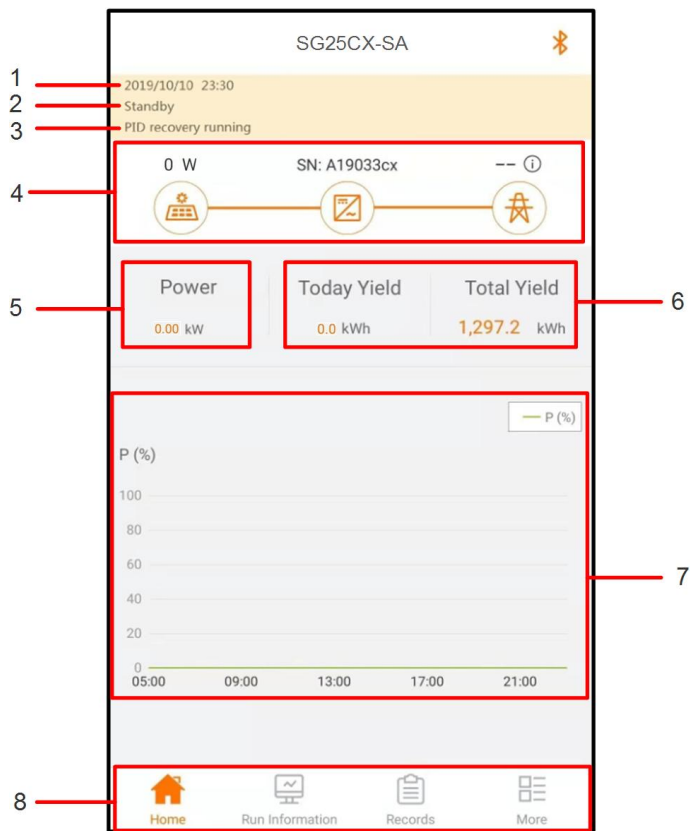 SG25CX-SA
1 2019/10/10 23:30
2 Standby
3 PID recovery running
0 W SN: A19033cx --
4
Power Today Yield Total Yield
5 6
0.00 kW 0.0 kWh 1,297.2 kWh
P (%)
P (%)
100
80
60
7
40
20
0
05:00 09:00 13:00 17:00 21:00
8
Home Run Information Records More